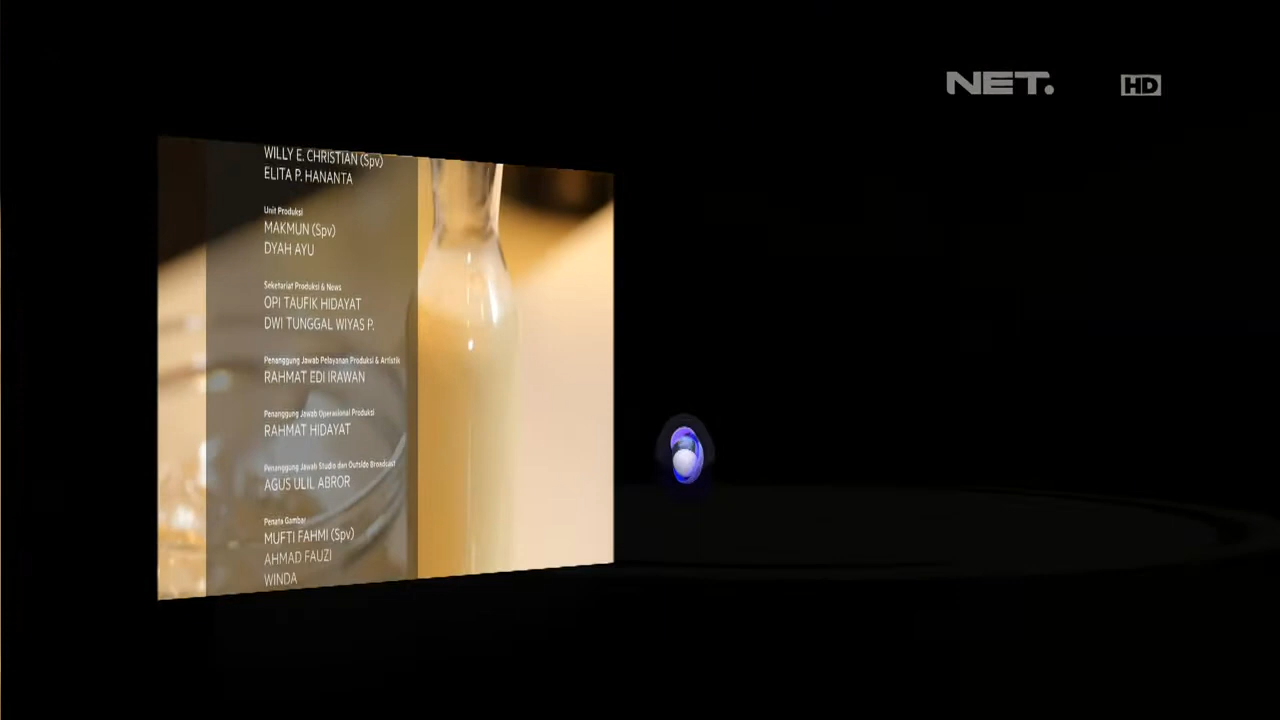 NET.
HD
WILLY E. CHRISTIAN (Spv)
ELITA P. HANANTA
Unit Produksi
MAKMUN (Spv)
DYAH AYU
Seketariat Produksi & News
OPI TAUFIK HIDAYAT
DWI TUNGGAL WIYAS P.
Penanggung Jawab Pelayanan Produksi & Artistik
RAHMAT EDI IRAWAN
Penanggung Jawab Operasional Produksi
RAHMAT HIDAYAT
Penanggung Jawab Studio dan Outside Broadcast
AGUS ULIL ABROR
Penata Gambar
MUFTI FAHMI (Spv)
AHMAD FAUZI
WINDA